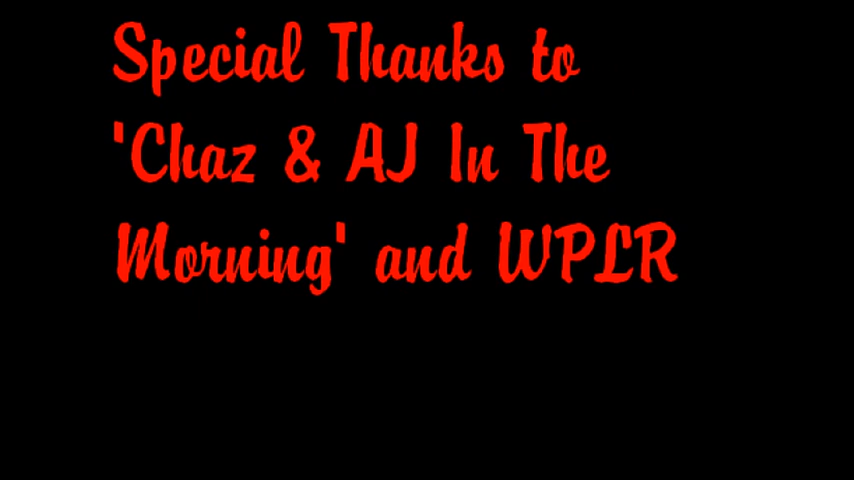 Special Thanks to
'Chaz & AJ In The
Morning' and WPLR